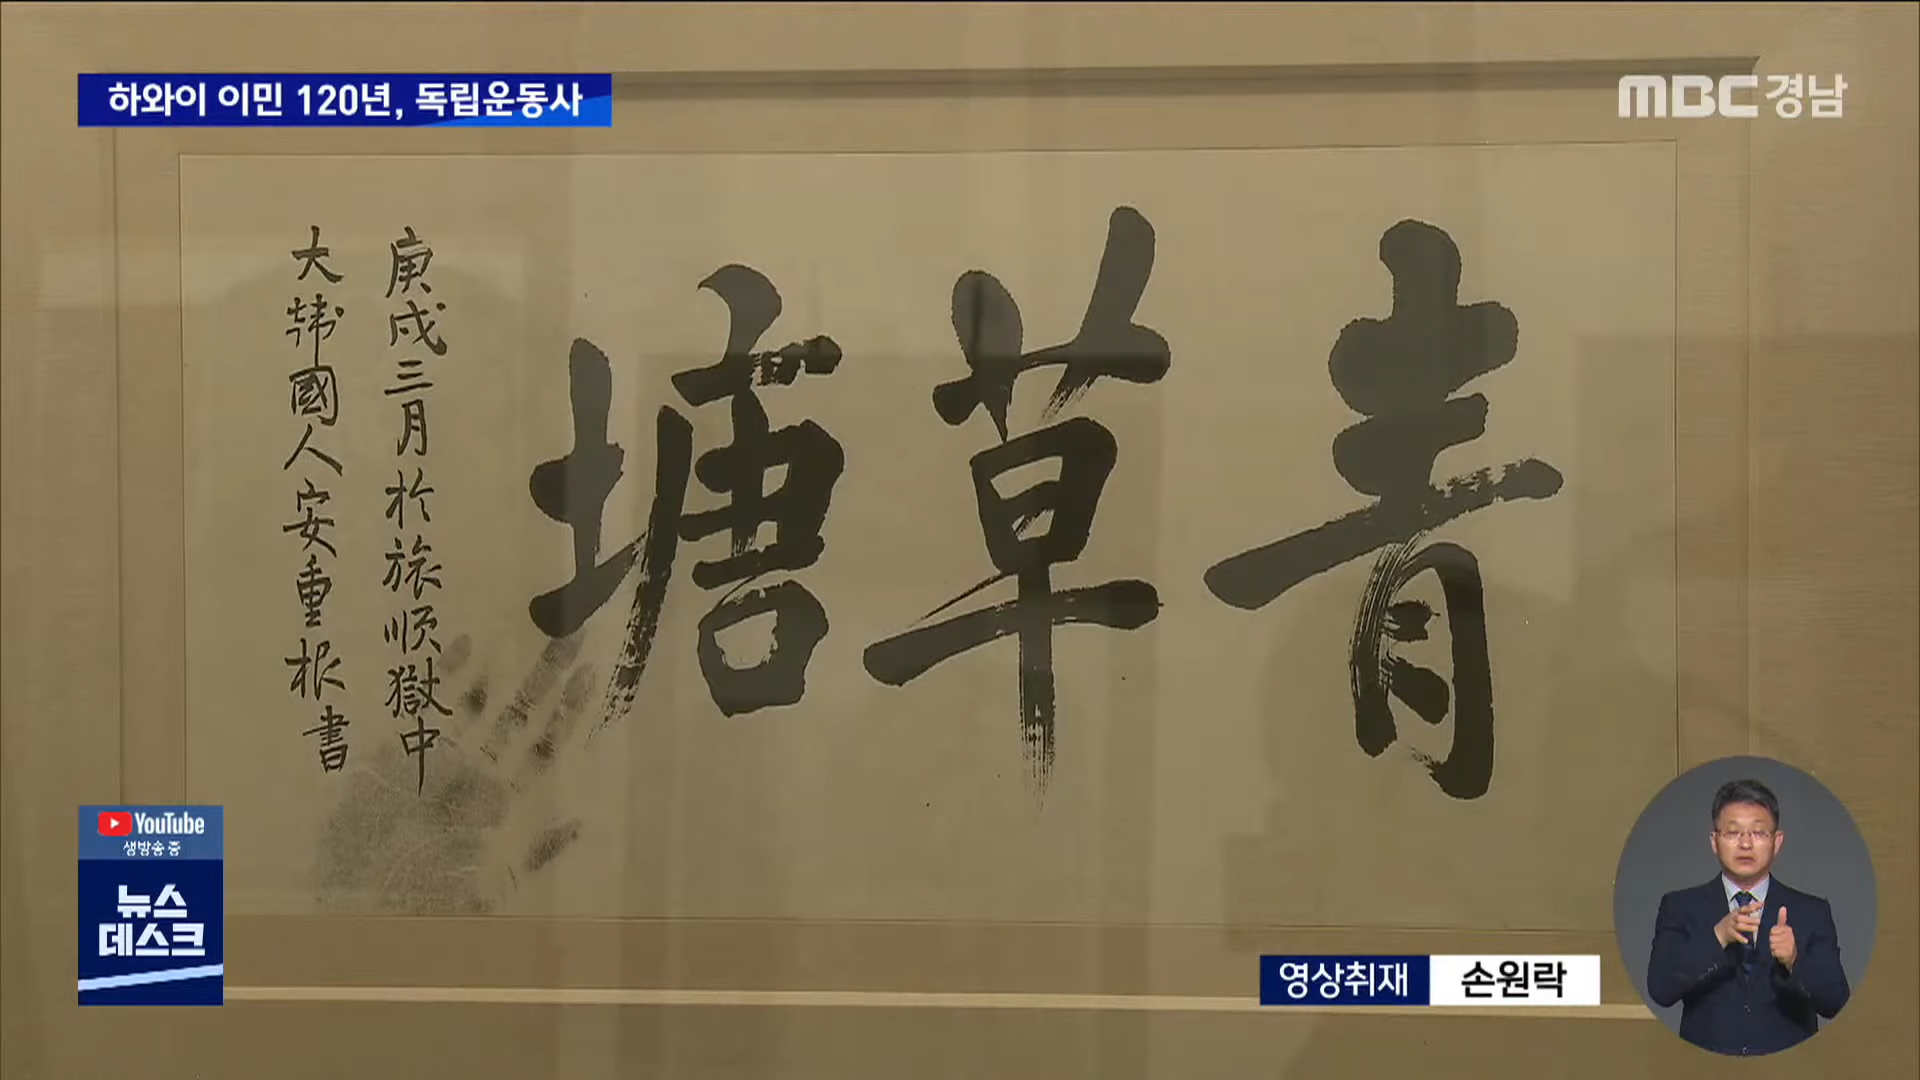 하와이 이민 120년, 독립운동사
MBC경남
青草塘
庚戌三月於旅順獄中
大韓國人安重根書
YouTube
생방송 중
뉴스
데스크
영상취재 손원락